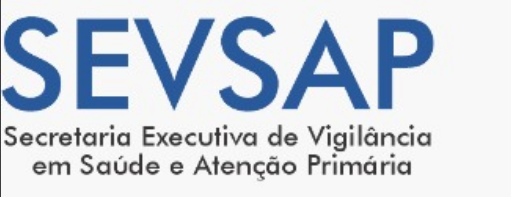 SEVSAP
Secretaria Executiva de Vigilância
em Saúde e Atenção Primária